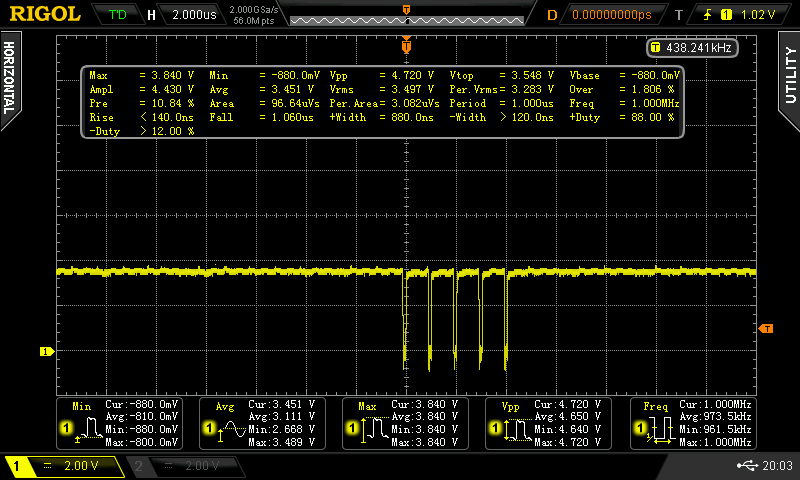 RIGOL T'D H 2.000us 2.000GSa/s D 0.00000000ps T 1 1.02 V
56.0M pts
T
HORIZONTAL
UTILITY
T 438.241kHz
Max = 3.840 V Min = -880.0mV Vpp = 4.720 V Vtop = 3.548 V Vbase = -880.0mV
Ampl = 4.430 V Avg = 3.451 V Vrms = 3.497 V Per.Vrms= 3.283 V Over = 1.806 %
Pre = 10.84 % Area = 96.64uVs Per.Area= 3.082uVs Period = 1.000us Freq = 1.000MHz
Rise < 140.0ns Fall = 1.060us +Width = 880.0ns -Width > 120.0ns +Duty = 88.00 %
-Duty > 12.00 %
T
1
T
Min Cur:-880.0mV
Avg:-810.0mV
1 Min:-880.0mV
Max:-800.0mV
Avg Cur:3.451 V
Avg:3.111 V
1 Min:2.668 V
Max:3.489 V
Max Cur:3.840 V
Avg:3.840 V
1 Min:3.840 V
Max:3.840 V
Vpp Cur:4.720 V
Avg:4.650 V
1 Min:4.640 V
Max:4.720 V
Freq Cur:1.000MHz
Avg:973.5kHz
1 Min:961.5kHz
Max:1.000MHz
1 = 2.00 V 2 = 2.00 V 20:03